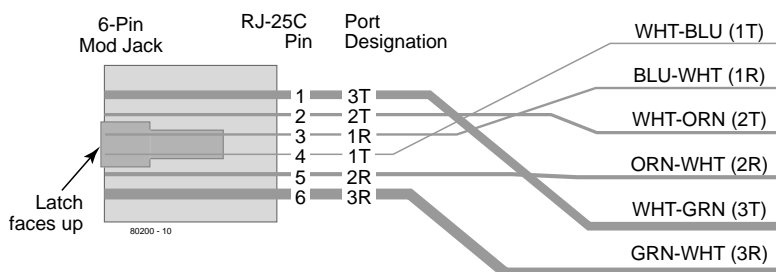 6-Pin
Mod Jack
RJ-25C
Pin
Port
Designation
1 3T
2 2T
3 1R
4 1T
5 2R
6 3R
Latch
faces up
80200 - 10
WHT-BLU (1T)
BLU-WHT (1R)
WHT-ORN (2T)
ORN-WHT (2R)
WHT-GRN (3T)
GRN-WHT (3R)